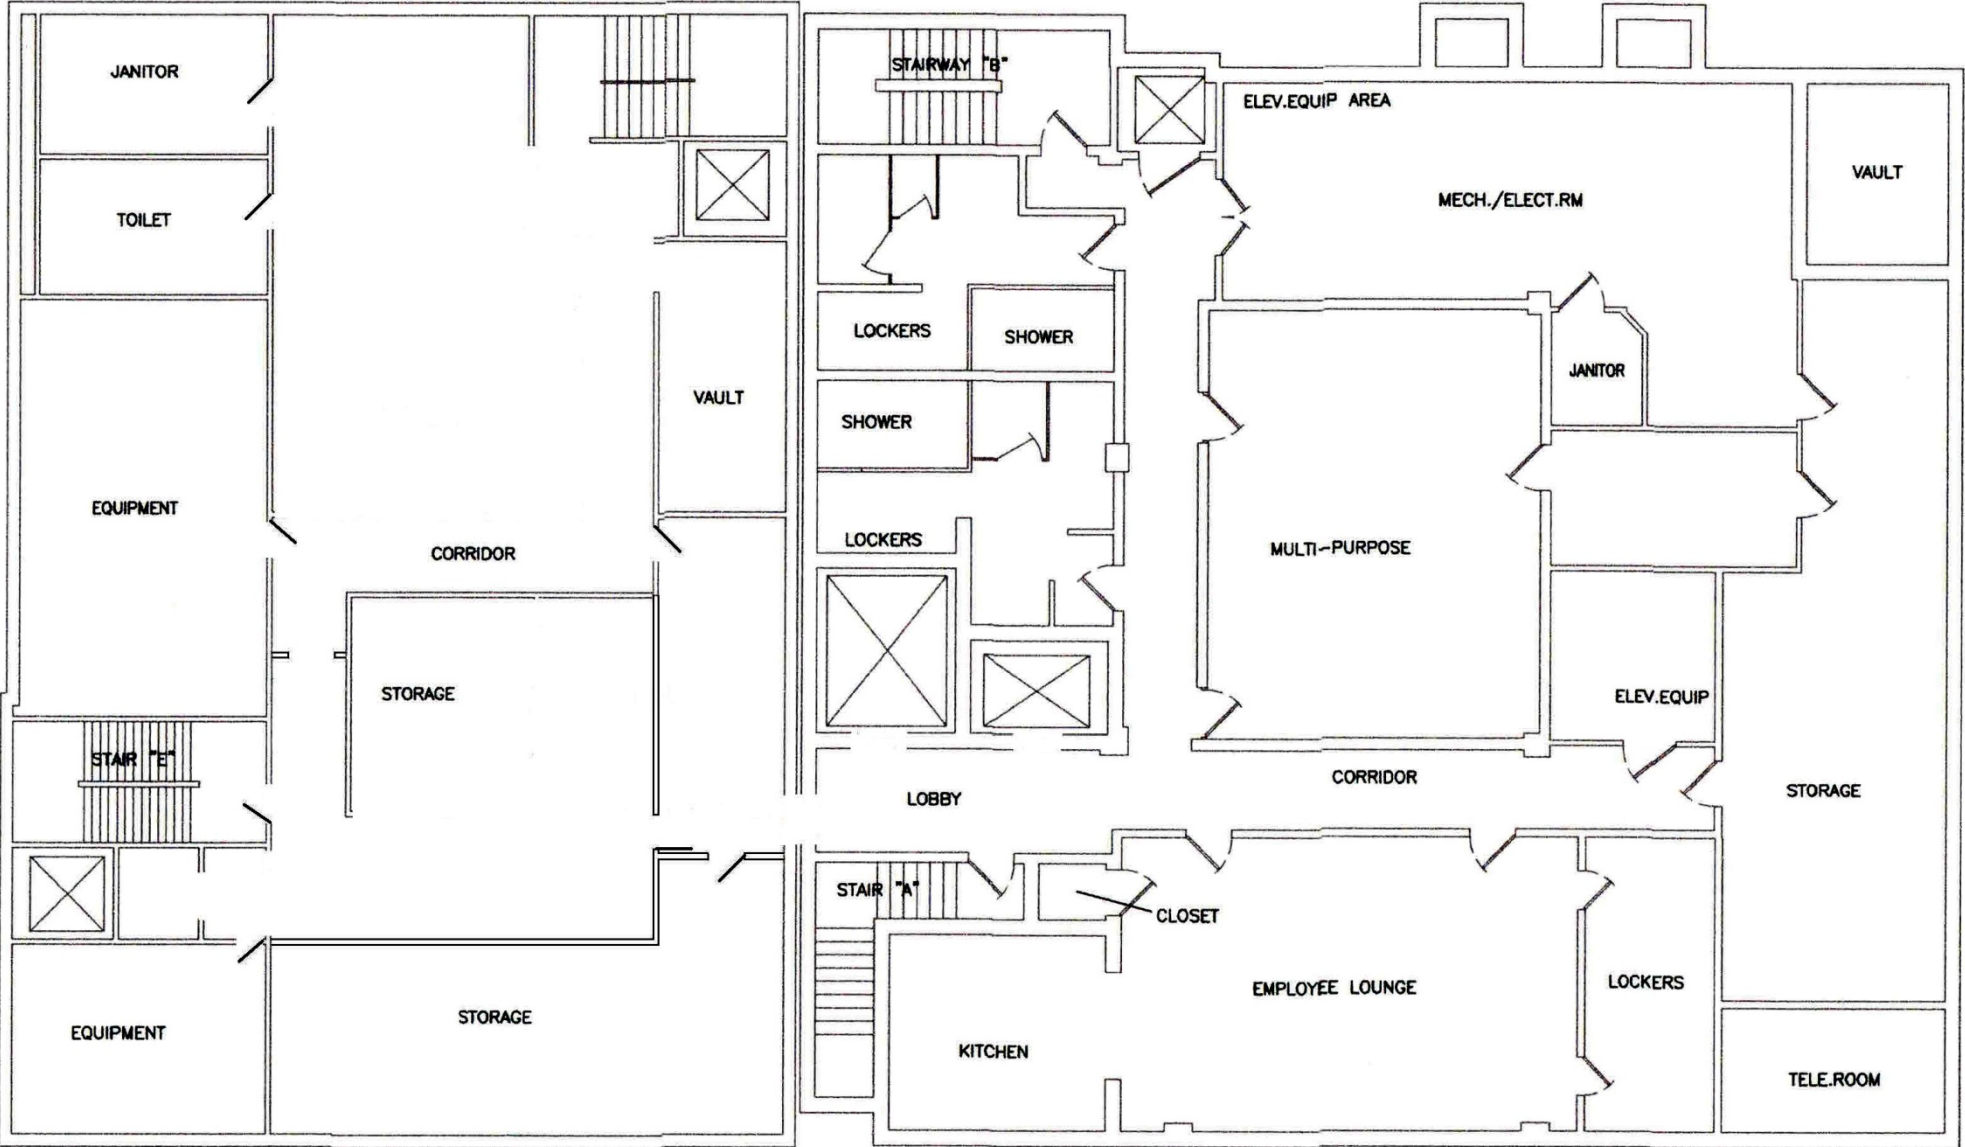 JANITOR
STAIRWAY "B"
ELEV.EQUIP AREA
VAULT
MECH./ELECT.RM
TOILET
LOCKERS
SHOWER
JANITOR
VAULT
SHOWER
EQUIPMENT
LOCKERS
MULTI-PURPOSE
CORRIDOR
STORAGE
ELEV.EQUIP
STAIR "E"
CORRIDOR
LOBBY
STORAGE
STAIR "A"
CLOSET
LOCKERS
EMPLOYEE LOUNGE
STORAGE
EQUIPMENT
KITCHEN
TELE.ROOM